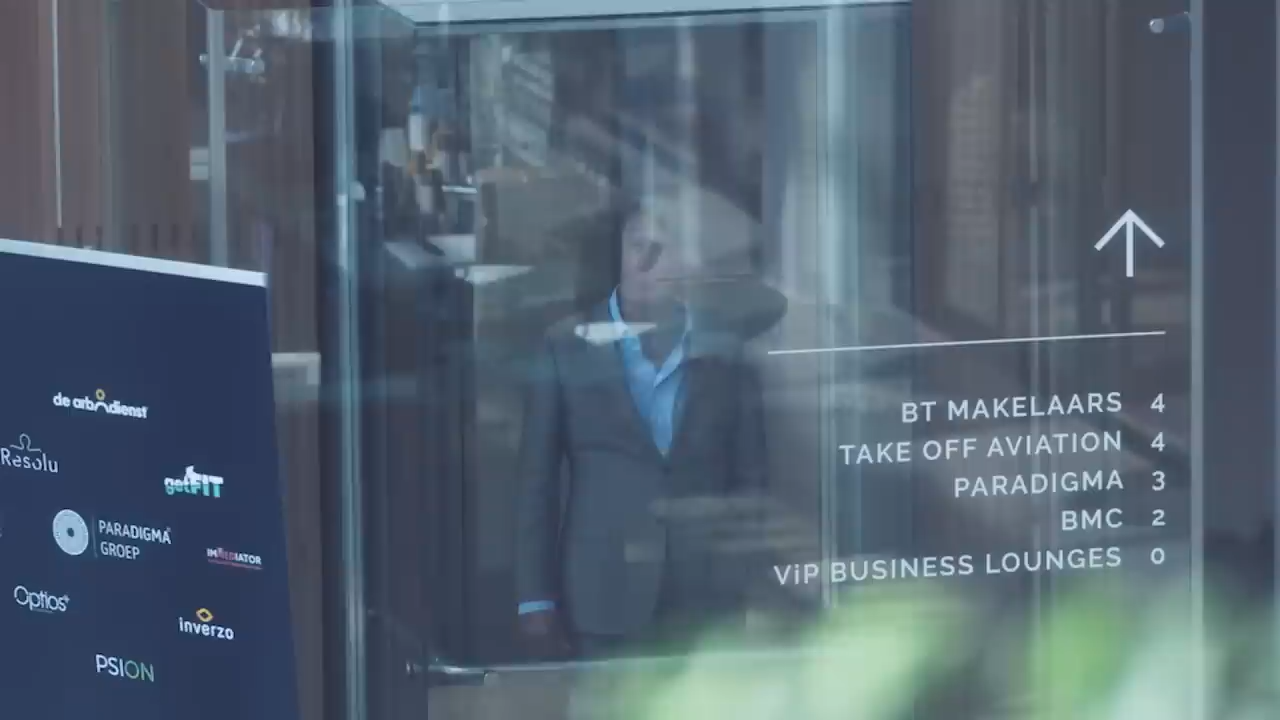 de arbodienst
Resolu
getFIT
PARADIGMA
GROEP
IMMEDIATOR
Optios
inverzo
PSION
BT MAKELAARS 4
TAKE OFF AVIATION 4
PARADIGMA 3
BMC 2
ViP BUSINESS LOUNGES 0